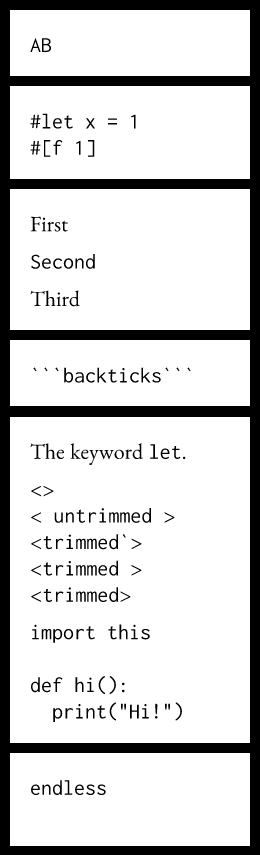 AB
#let x = 1
#[f 1]
First
Second
Third
```backticks```
The keyword let.
<>
< untrimmed >
<trimmed`>
<trimmed >
<trimmed>
import this
def hi():
  print("Hi!")
endless